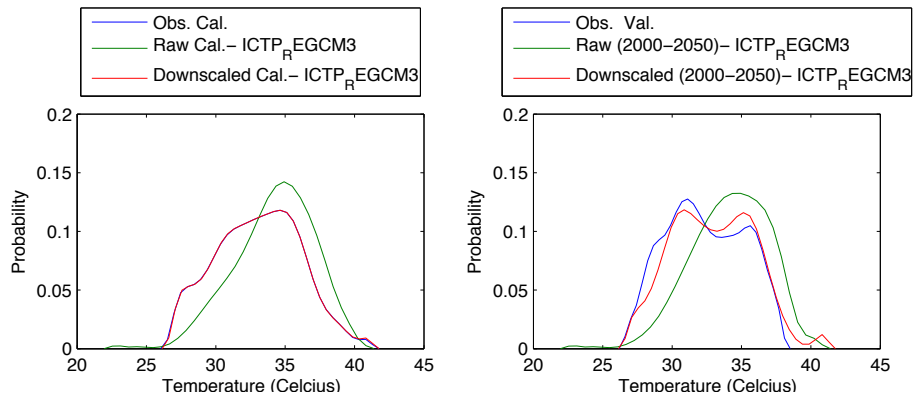 Obs. Cal.
Raw Cal.– ICTP_REGCM3
Downscaled Cal.– ICTP_REGCM3
0.2
0.15
0.1
0.05
0
Probability
20 25 30 35 40 45
Temperature (Celcius)
Obs. Val.
Raw (2000–2050)– ICTP_REGCM3
Downscaled (2000–2050)– ICTP_REGCM3
0.2
0.15
0.1
0.05
0
Probability
20 25 30 35 40 45
Temperature (Celcius)